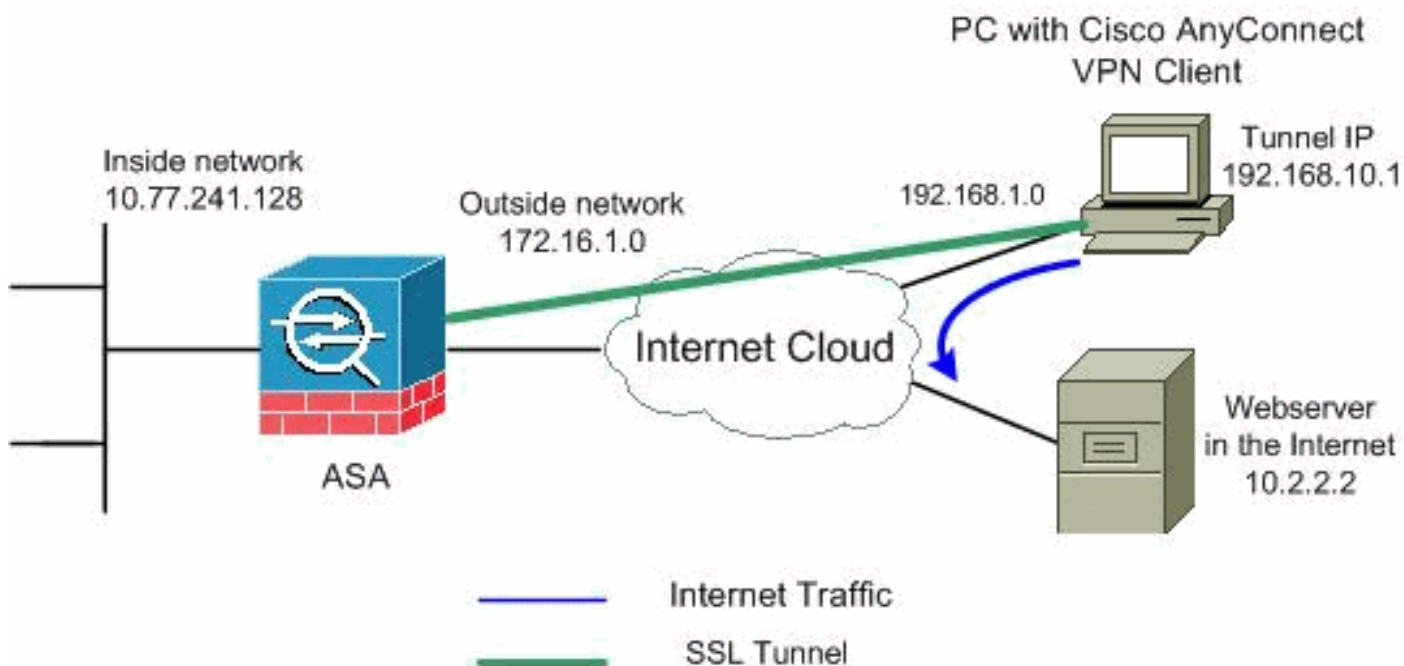 PC with Cisco AnyConnect
VPN Client
Inside network
10.77.241.128
Outside network
172.16.1.0
192.168.1.0
Tunnel IP
192.168.10.1
Internet Cloud
ASA
Webserver
in the Internet
10.2.2.2
Internet Traffic
SSL Tunnel